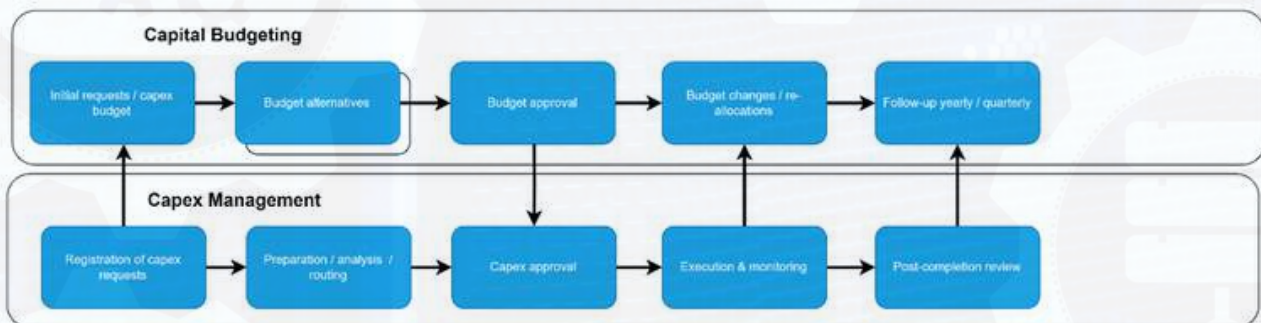 Capital Budgeting
Initial requests / capex
budget
Budget alternatives
Budget approval
Budget changes / re-
allocations
Follow-up yearly / quarterly
Capex Management
Registration of capex
requests
Preparation / analysis /
routing
Capex approval
Execution & monitoring
Post-completion review